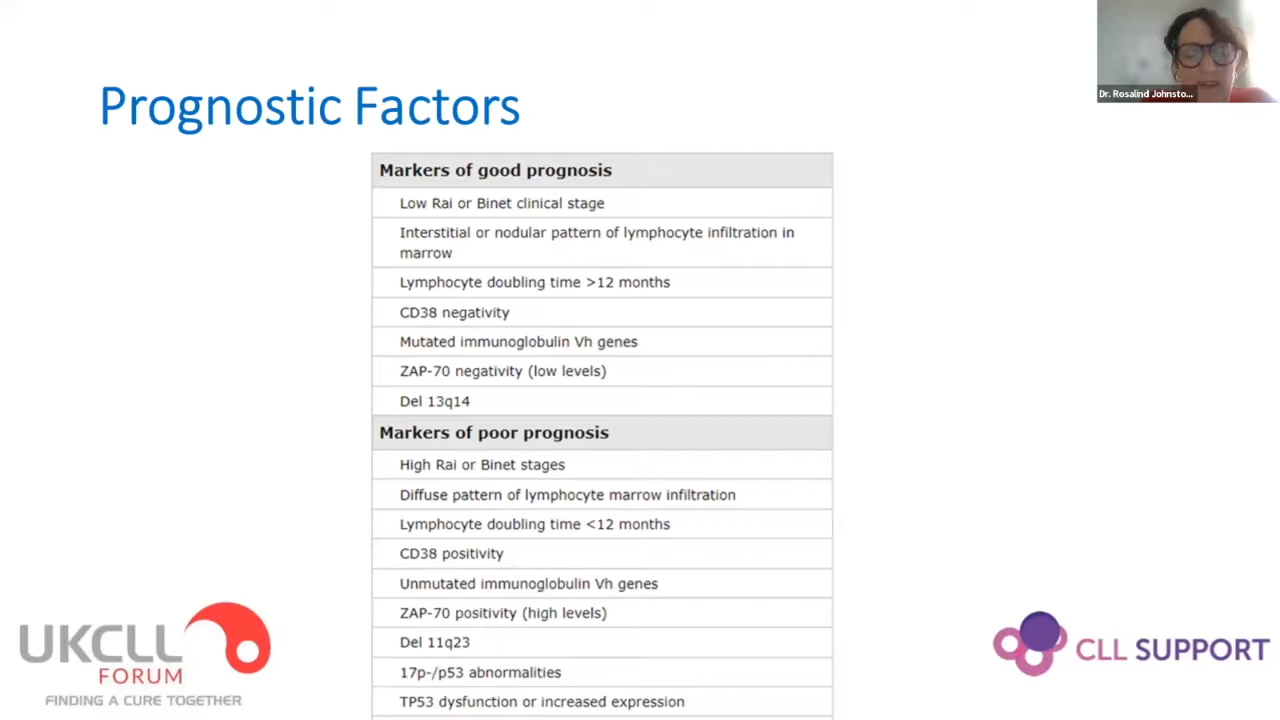 Dr. Rosalind Johnsto...
Prognostic Factors
Markers of good prognosis
Low Rai or Binet clinical stage
Interstitial or nodular pattern of lymphocyte infiltration in
marrow
Lymphocyte doubling time >12 months
CD38 negativity
Mutated immunoglobulin Vh genes
ZAP-70 negativity (low levels)
Del 13q14
Markers of poor prognosis
High Rai or Binet stages
Diffuse pattern of lymphocyte marrow infiltration
Lymphocyte doubling time <12 months
CD38 positivity
Unmutated immunoglobulin Vh genes
ZAP-70 positivity (high levels)
Del 11q23
17p-/p53 abnormalities
TP53 dysfunction or increased expression
UKCLL
FORUM
FINDING A CURE TOGETHER
CLL SUPPORT